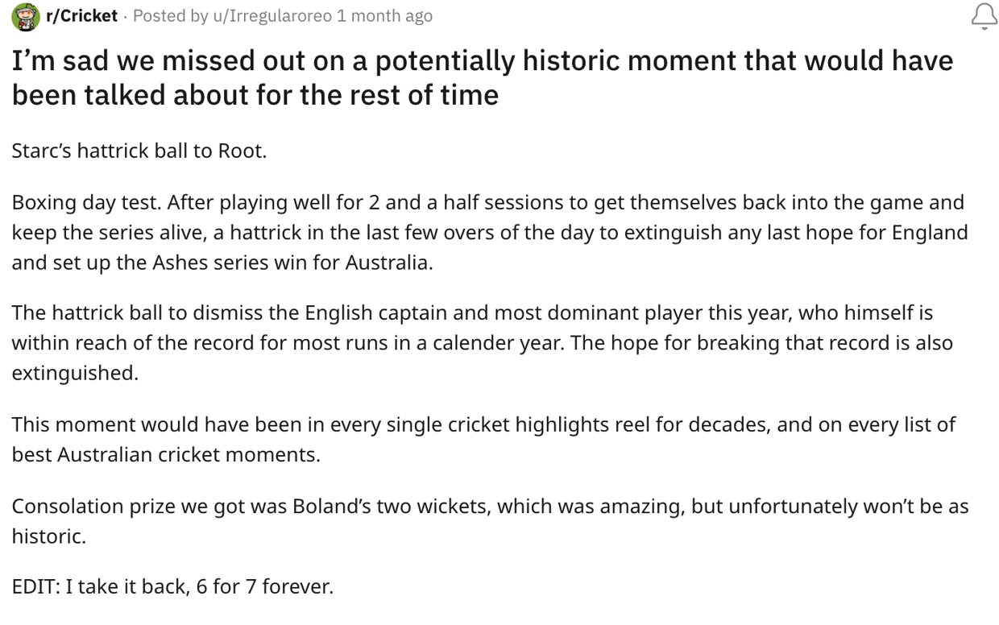 r/Cricket · Posted by u/Irregularoreo 1 month ago
I’m sad we missed out on a potentially historic moment that would have
been talked about for the rest of time
Starc’s hattrick ball to Root.
Boxing day test. After playing well for 2 and a half sessions to get themselves back into the game and
keep the series alive, a hattrick in the last few overs of the day to extinguish any last hope for England
and set up the Ashes series win for Australia.
The hattrick ball to dismiss the English captain and most dominant player this year, who himself is
within reach of the record for most runs in a calender year. The hope for breaking that record is also
extinguished.
This moment would have been in every single cricket highlights reel for decades, and on every list of
best Australian cricket moments.
Consolation prize we got was Boland’s two wickets, which was amazing, but unfortunately won’t be as
historic.
EDIT: I take it back, 6 for 7 forever.